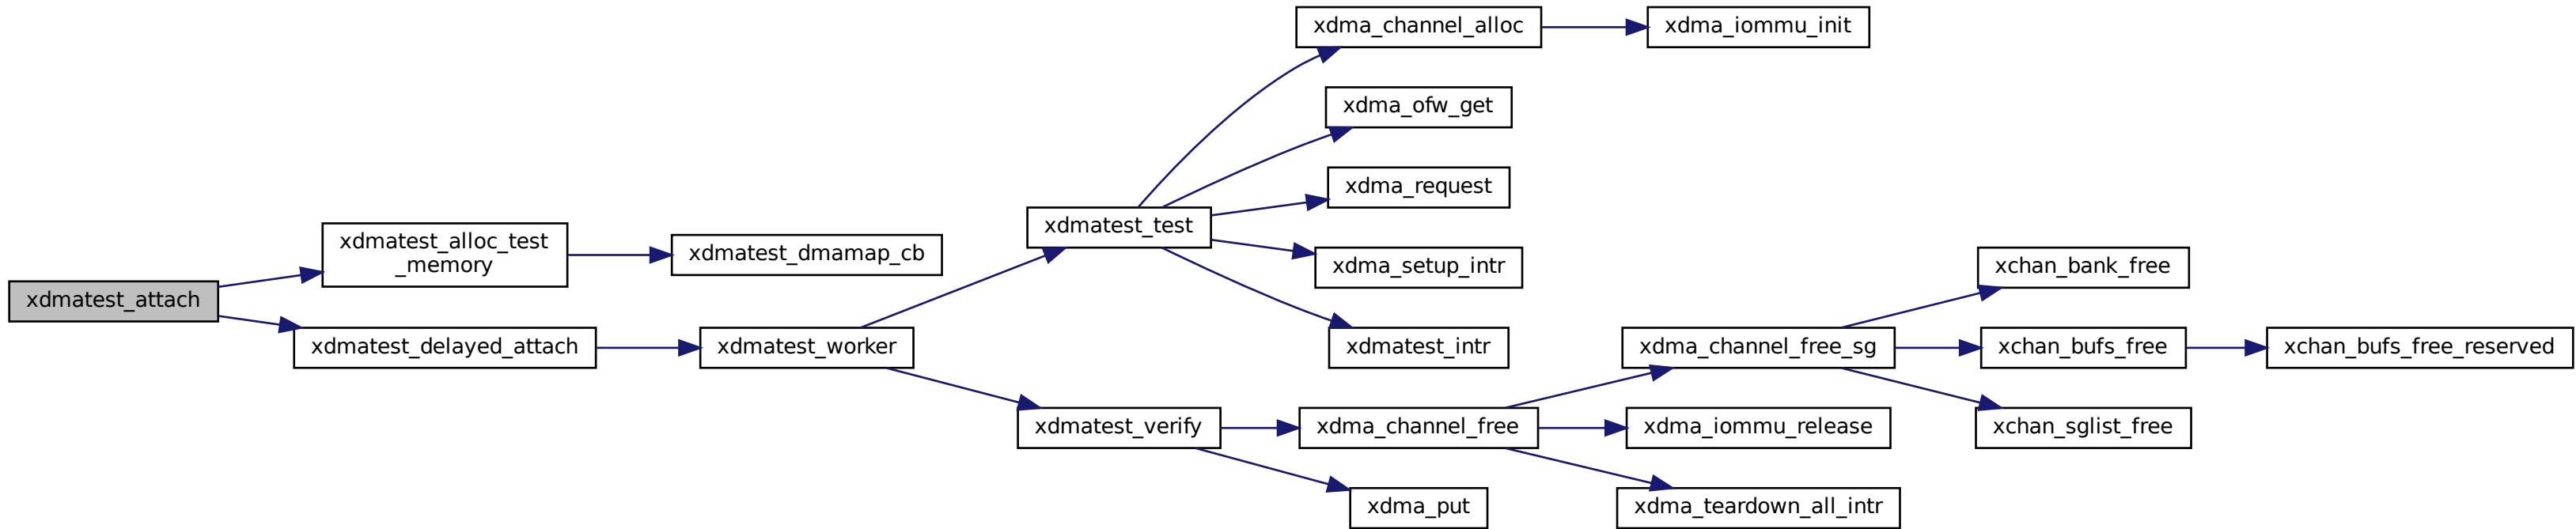 xdmatest_attach
xdmatest_alloc_test
_memory
xdmatest_dmamap_cb
xdmatest_delayed_attach
xdmatest_worker
xdmatest_test
xdma_channel_alloc
xdma_iommu_init
xdma_ofw_get
xdma_request
xdma_setup_intr
xdmatest_intr
xdmatest_verify
xdma_channel_free
xdma_channel_free_sg
xchan_bank_free
xchan_bufs_free
xchan_bufs_free_reserved
xchan_sglist_free
xdma_iommu_release
xdma_teardown_all_intr
xdma_put